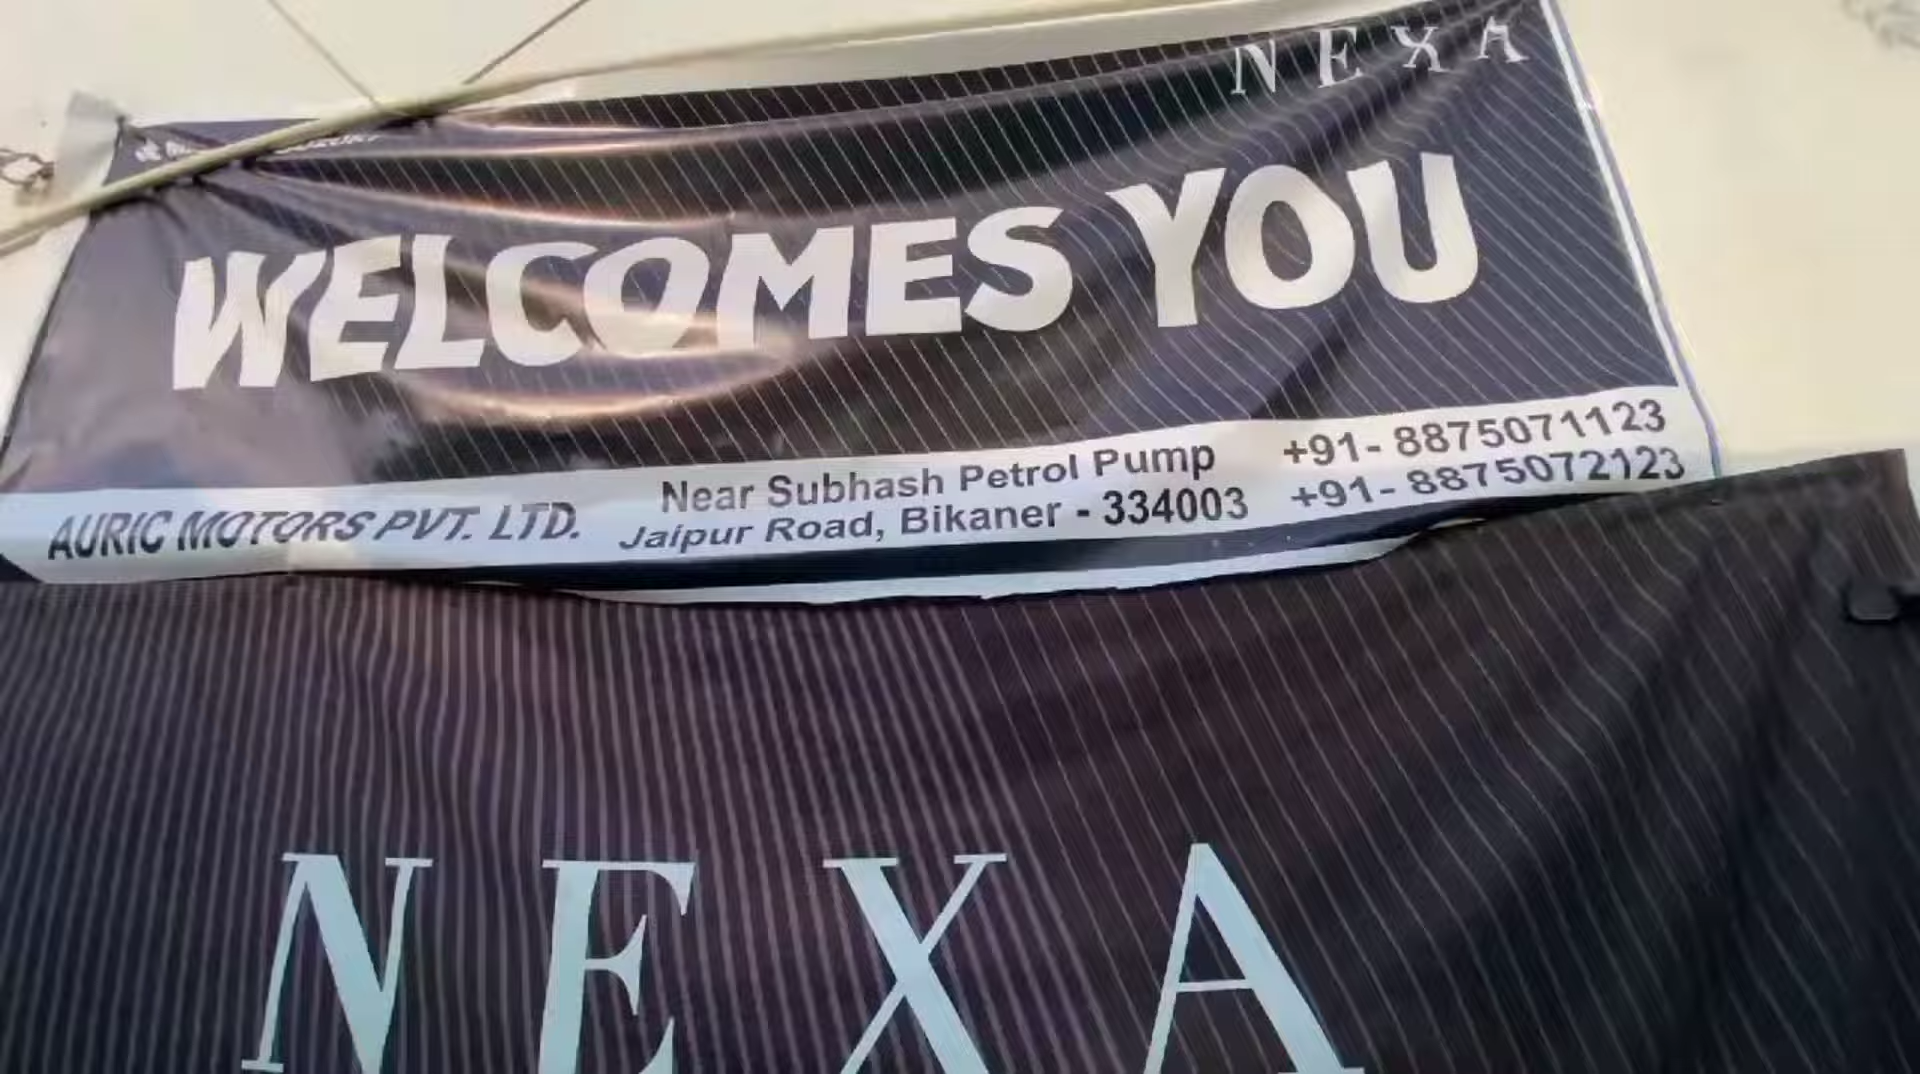 NEXA
SUZUKI
WELCOMES YOU
AURIC MOTORS PVT. LTD.
Near Subhash Petrol Pump
Jaipur Road, Bikaner - 334003
+91- 8875071123
+91- 8875072123
NEXA